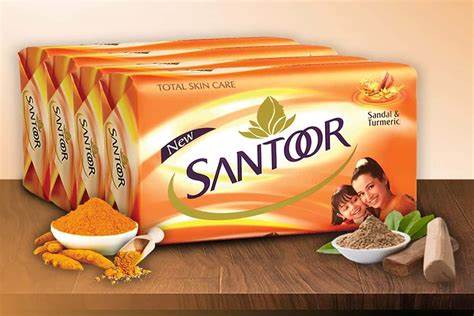 TOTAL SKIN CARE
New
SANTOOR
Sandal &
Turmeric
SANTOOR
SANTOOR
SANTOOR
SANTOOR